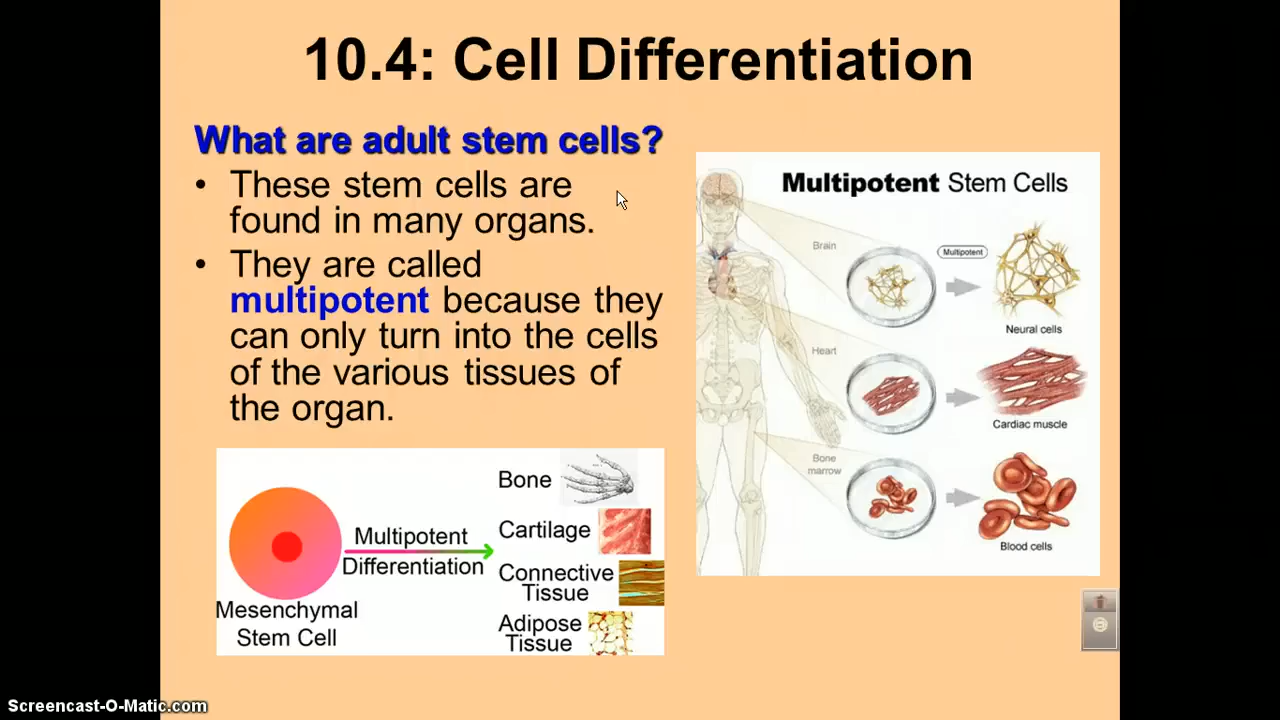 10.4: Cell Differentiation
What are adult stem cells?
• These stem cells are
found in many organs.
• They are called
multipotent because they
can only turn into the cells
of the various tissues of
the organ.
Multipotent Stem Cells
Brain
Multipotent
Neural cells
Heart
Cardiac muscle
Bone
marrow
Blood cells
Mesenchymal
Stem Cell
Multipotent
Differentiation
Bone
Cartilage
Connective
Tissue
Adipose
Tissue
Screencast-O-Matic.com